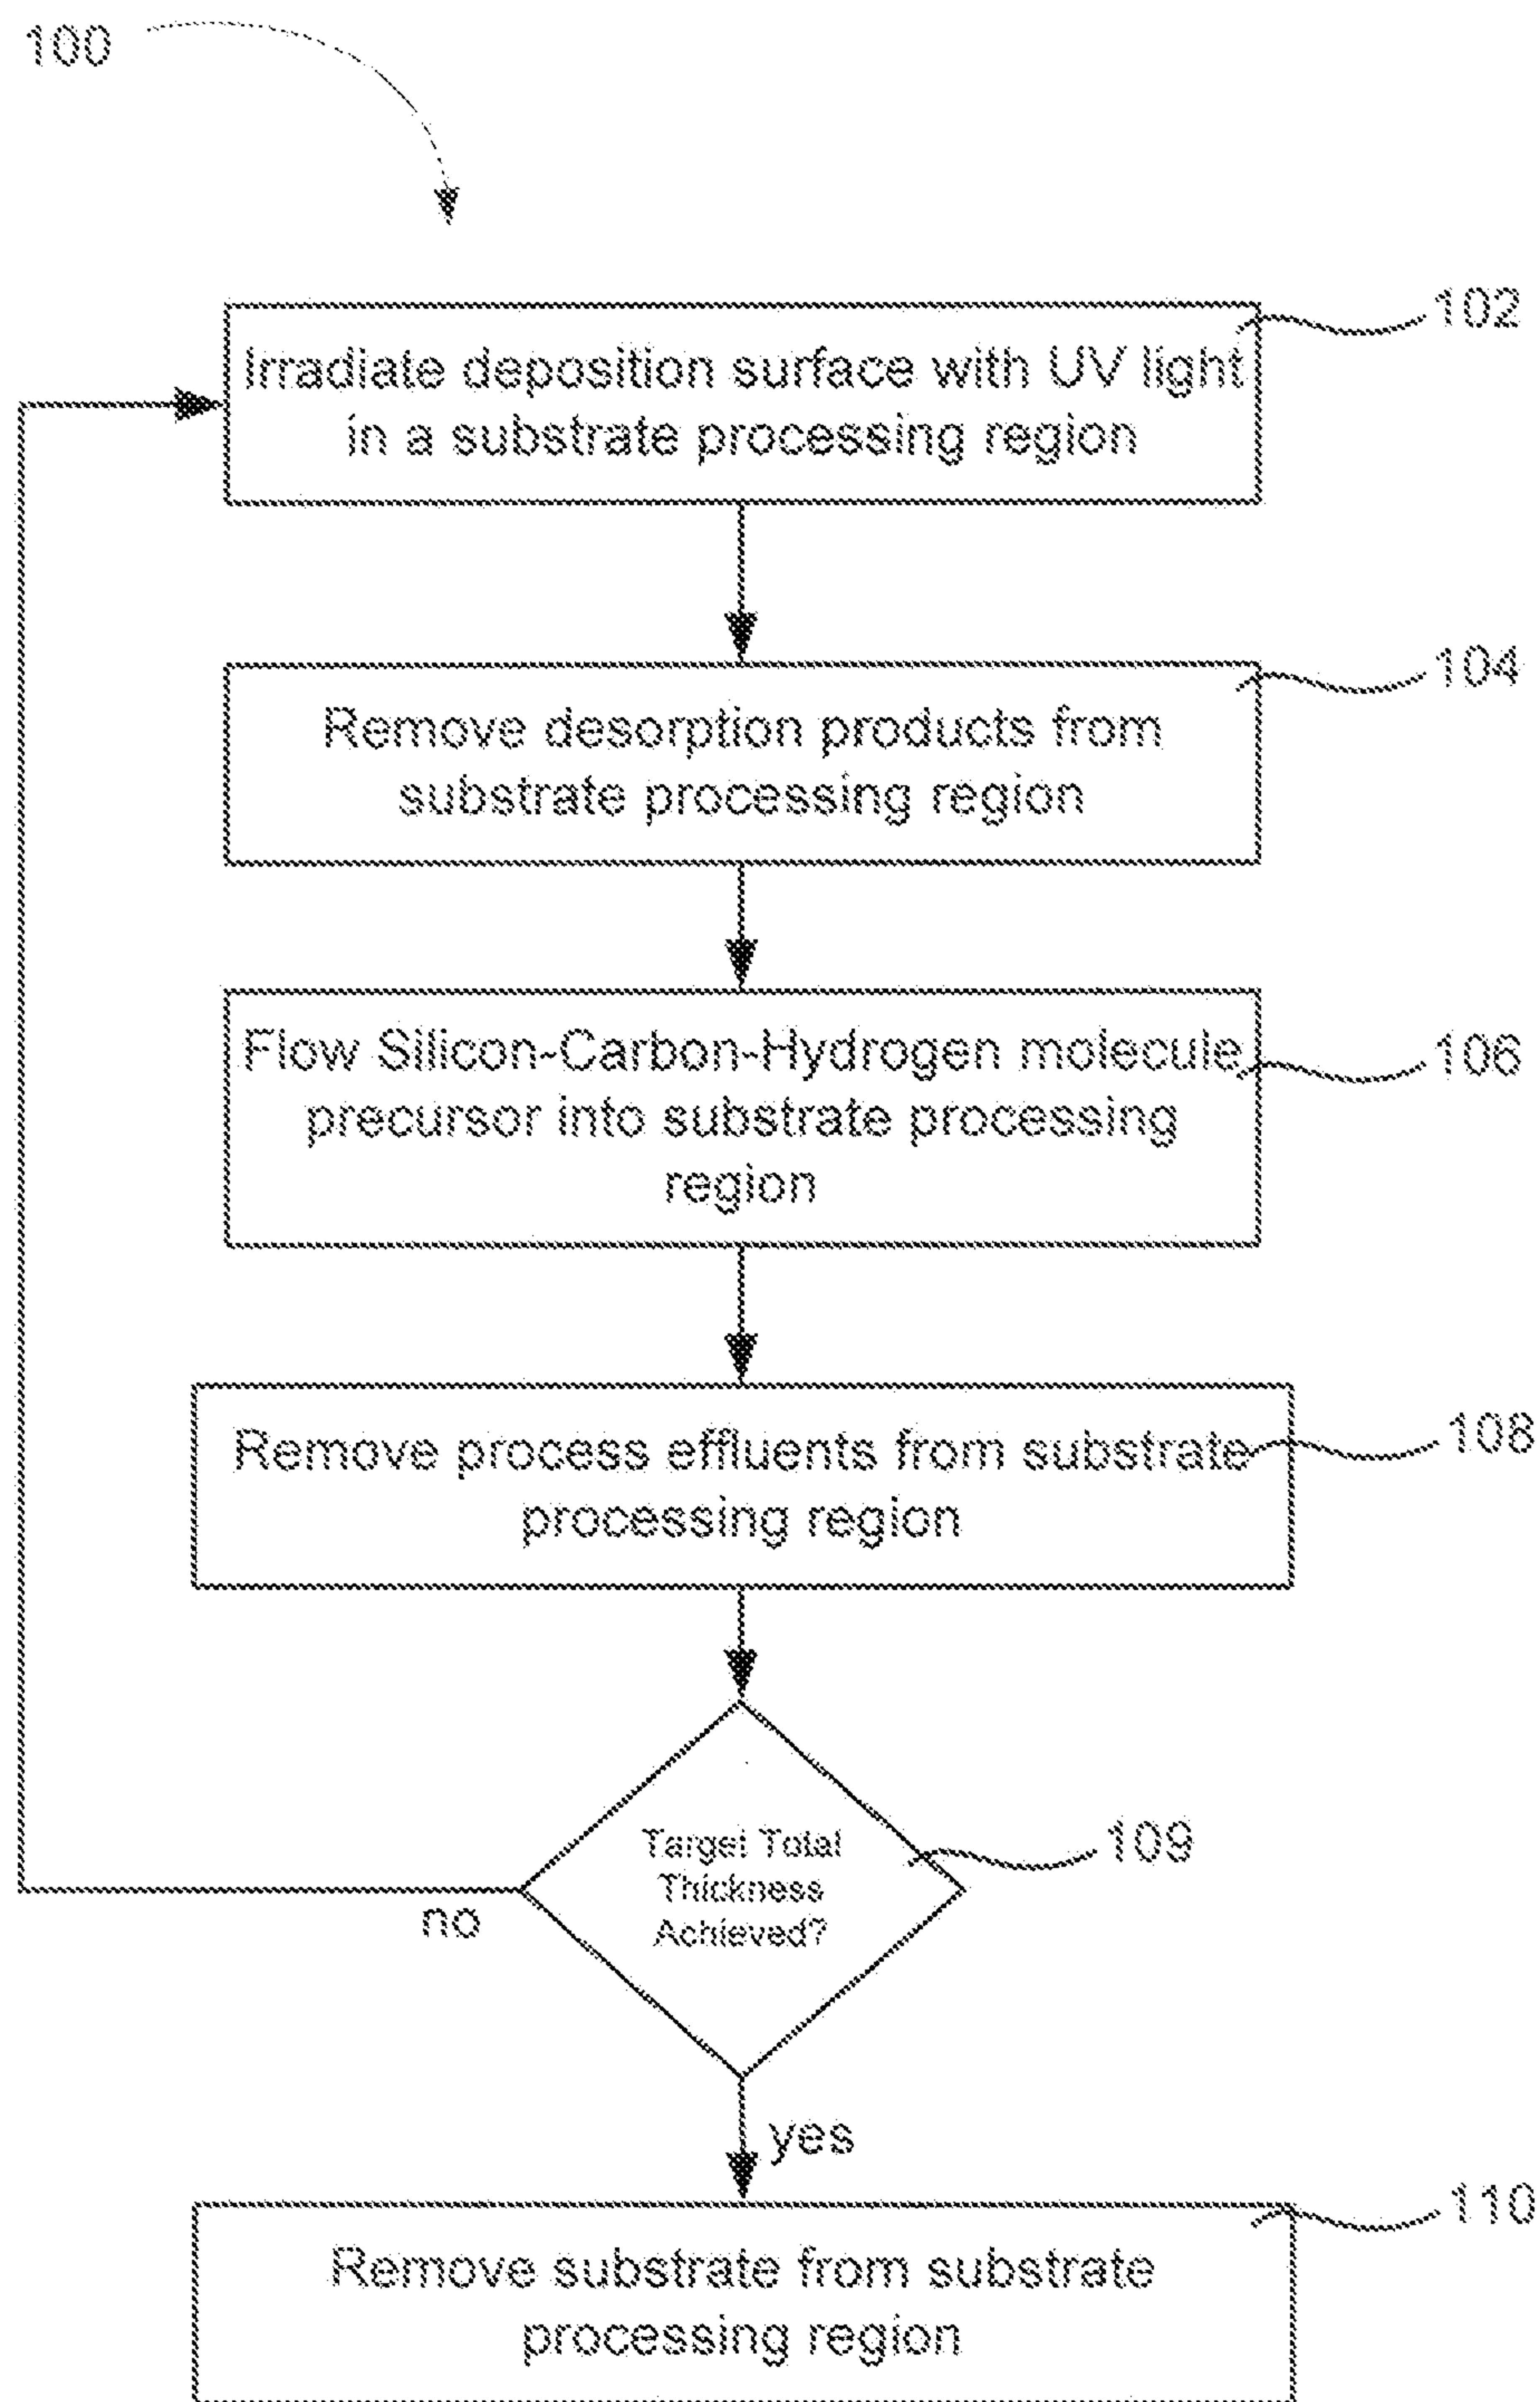 100
102
Irradiate deposition surface with UV light
in a substrate processing region
104
Remove desorption products from
substrate processing region
106
Flow Silicon-Carbon-Hydrogen molecule
precursor into substrate processing
region
108
Remove process effluents from substrate
processing region
109
Target Total
Thickness
Achieved?
no
yes
110
Remove substrate from substrate
processing region